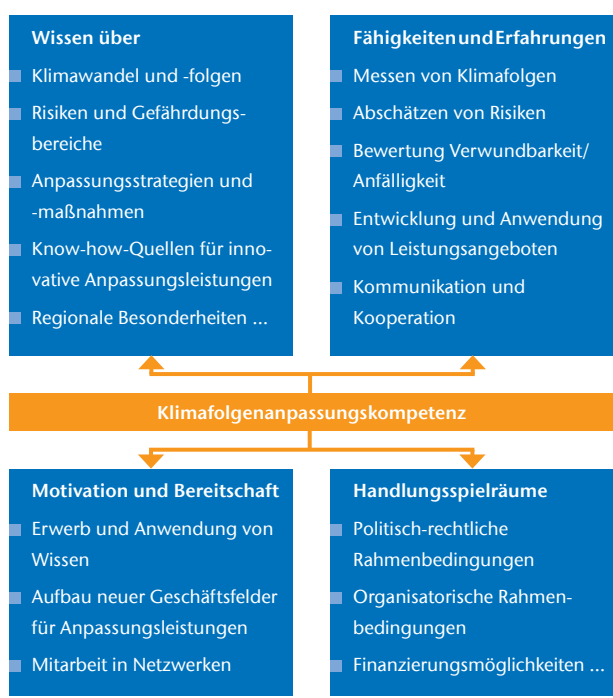 Wissen über
Klimawandel und -folgen
Risiken und Gefährdungs-
bereiche
Anpassungsstrategien und
-maßnahmen
Know-how-Quellen für inno-
vative Anpassungsleistungen
Regionale Besonderheiten ...
Fähigkeiten und Erfahrungen
Messen von Klimafolgen
Abschätzen von Risiken
Bewertung Verwundbarkeit/
Anfälligkeit
Entwicklung und Anwendung
von Leistungsangeboten
Kommunikation und
Kooperation
Klimafolgenanpassungskompetenz
Motivation und Bereitschaft
Erwerb und Anwendung von
Wissen
Aufbau neuer Geschäftsfelder
für Anpassungsleistungen
Mitarbeit in Netzwerken
Handlungsspielräume
Politisch-rechtliche
Rahmenbedingungen
Organisatorische Rahmen-
bedingungen
Finanzierungsmöglichkeiten ...